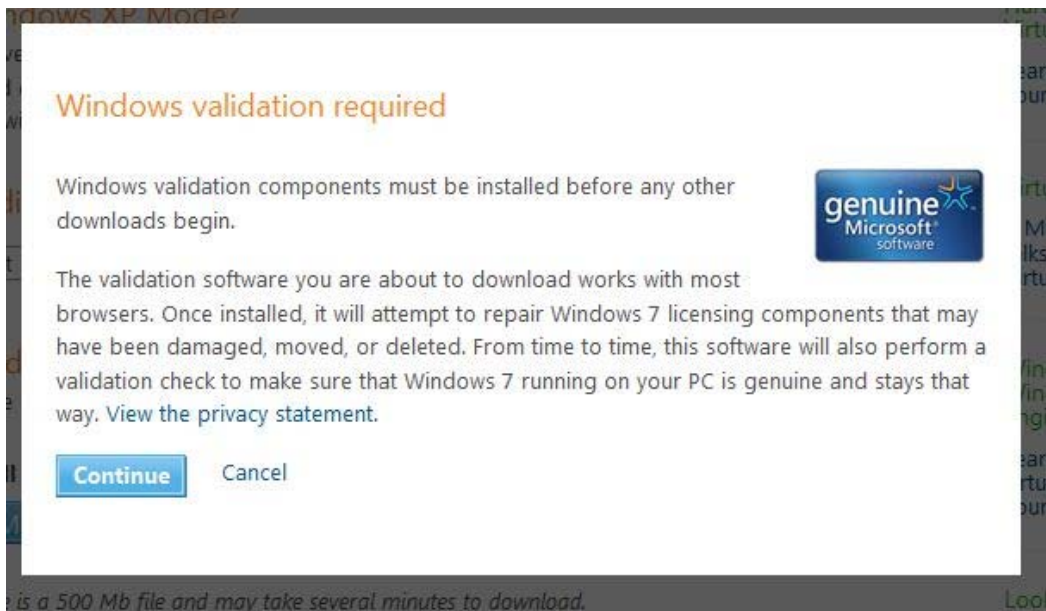 ndows XP Mode?
Windows validation required
Windows validation components must be installed before any other
downloads begin.
genuine
Microsoft
software
The validation software you are about to download works with most
browsers. Once installed, it will attempt to repair Windows 7 licensing components that may
have been damaged, moved, or deleted. From time to time, this software will also perform a
validation check to make sure that Windows 7 running on your PC is genuine and stays that
way. View the privacy statement.
Continue Cancel
is a 500 Mb file and may take several minutes to download.